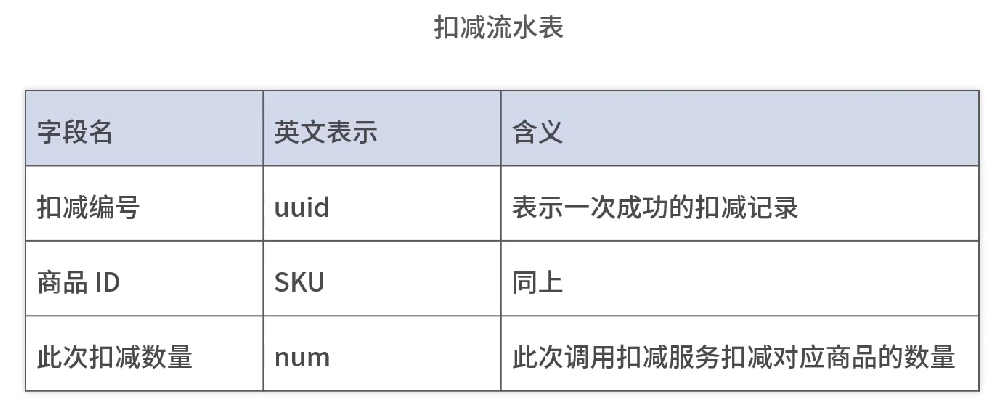 扣减流水表
字段名 英文表示 含义
扣减编号 uuid 表示一次成功的扣减记录
商品 ID SKU 同上
此次扣减数量 num 此次调用扣减服务扣减对应商品的数量